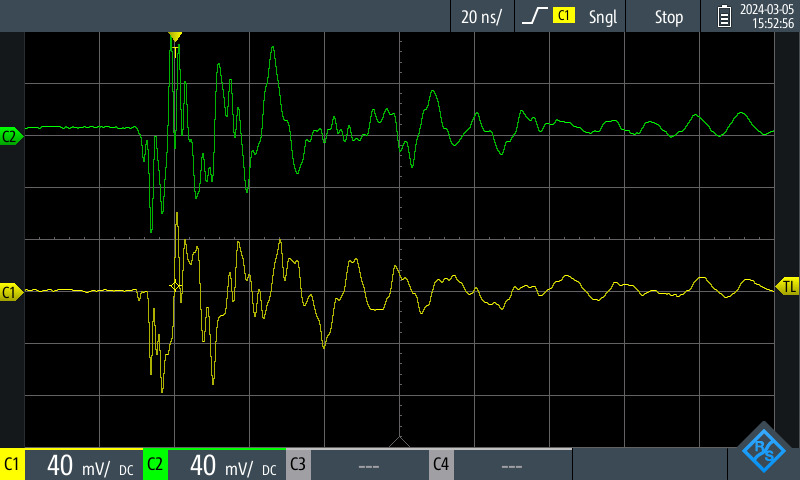 20 ns/ C1 Sngl Stop 2024-03-05
15:52:56
T
C2
C1
TL
C1 40 mV/ DC C2 40 mV/ DC C3 --- C4 ---
R S